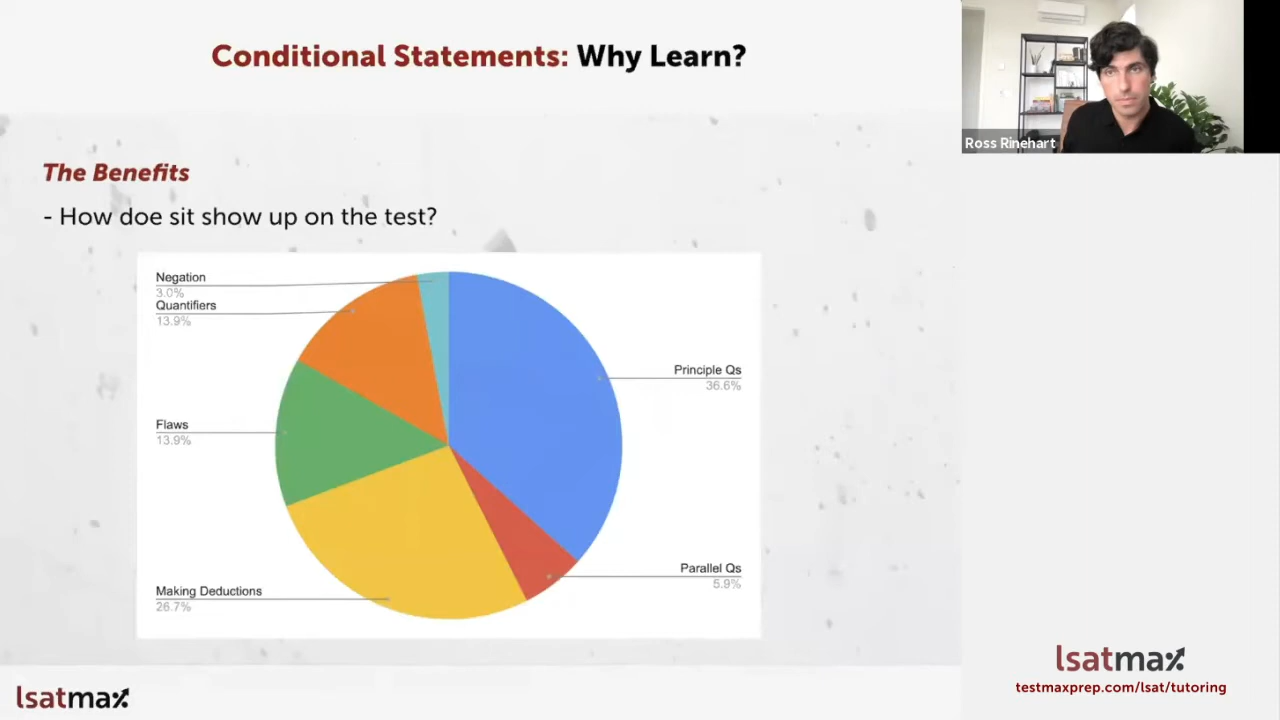 Conditional Statements: Why Learn?
Ross Rinehart
The Benefits
- How doe sit show up on the test?
Negation
3.0%
Quantifiers
13.9%
Principle Qs
36.6%
Flaws
13.9%
Parallel Qs
5.9%
Making Deductions
26.7%
lsatmax
testmaxprep.com/lsat/tutoring
lsatmax